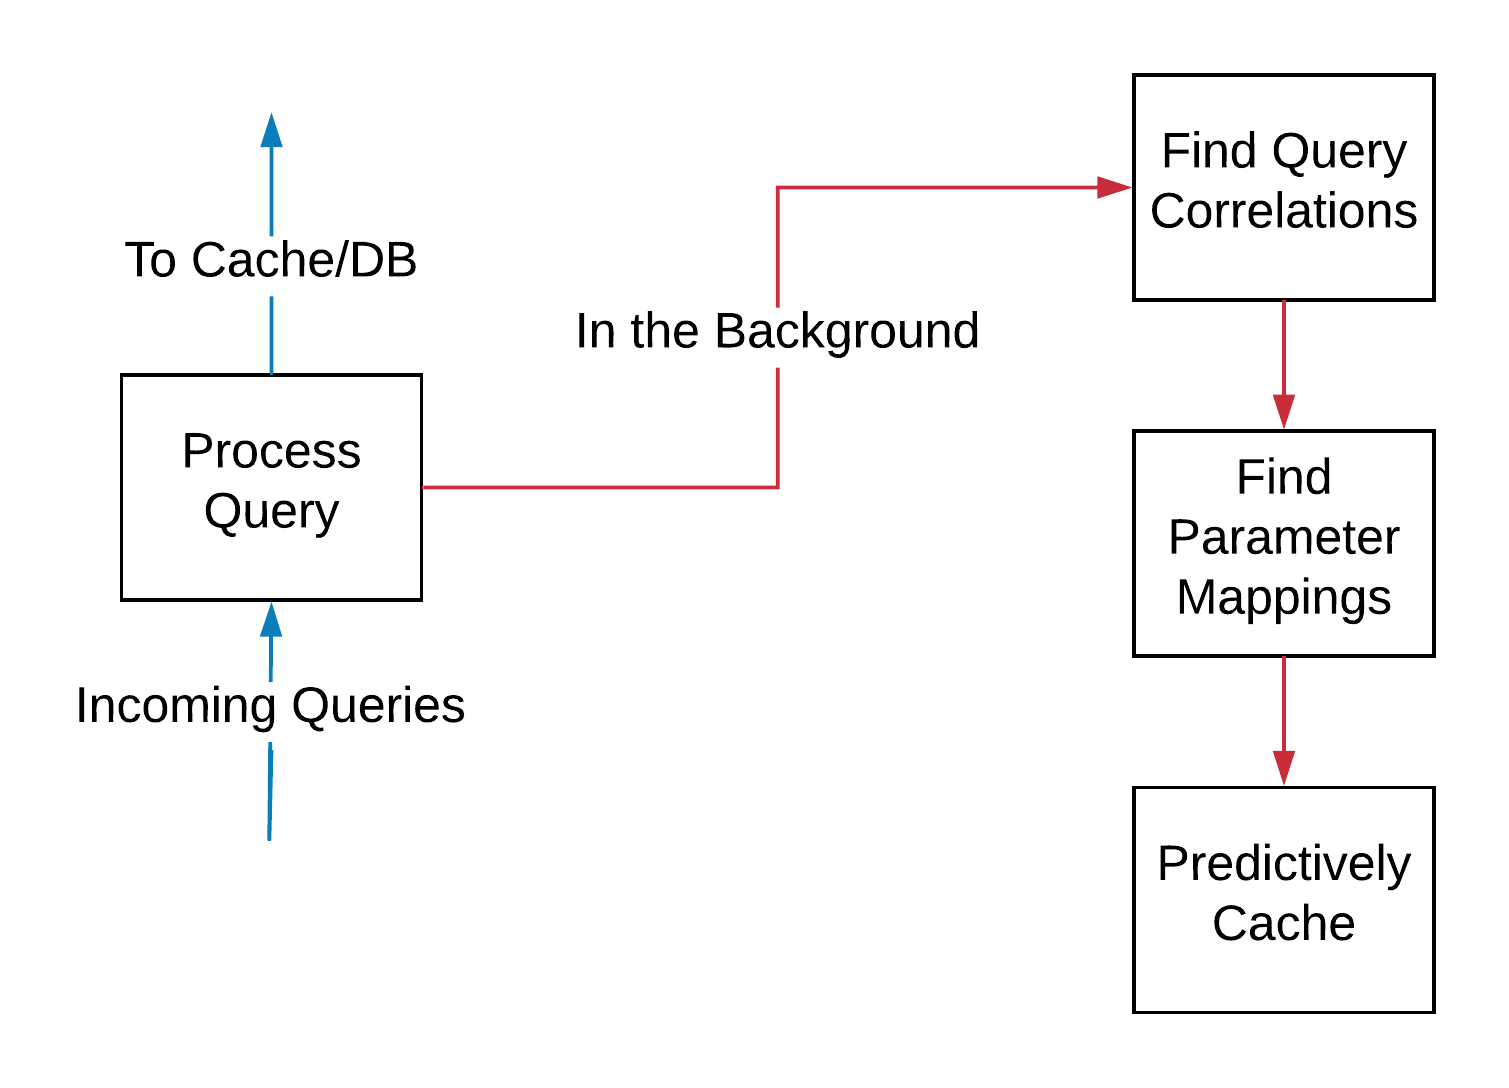 To Cache/DB
Process
Query
Incoming Queries
In the Background
Find Query
Correlations
Find
Parameter
Mappings
Predictively
Cache